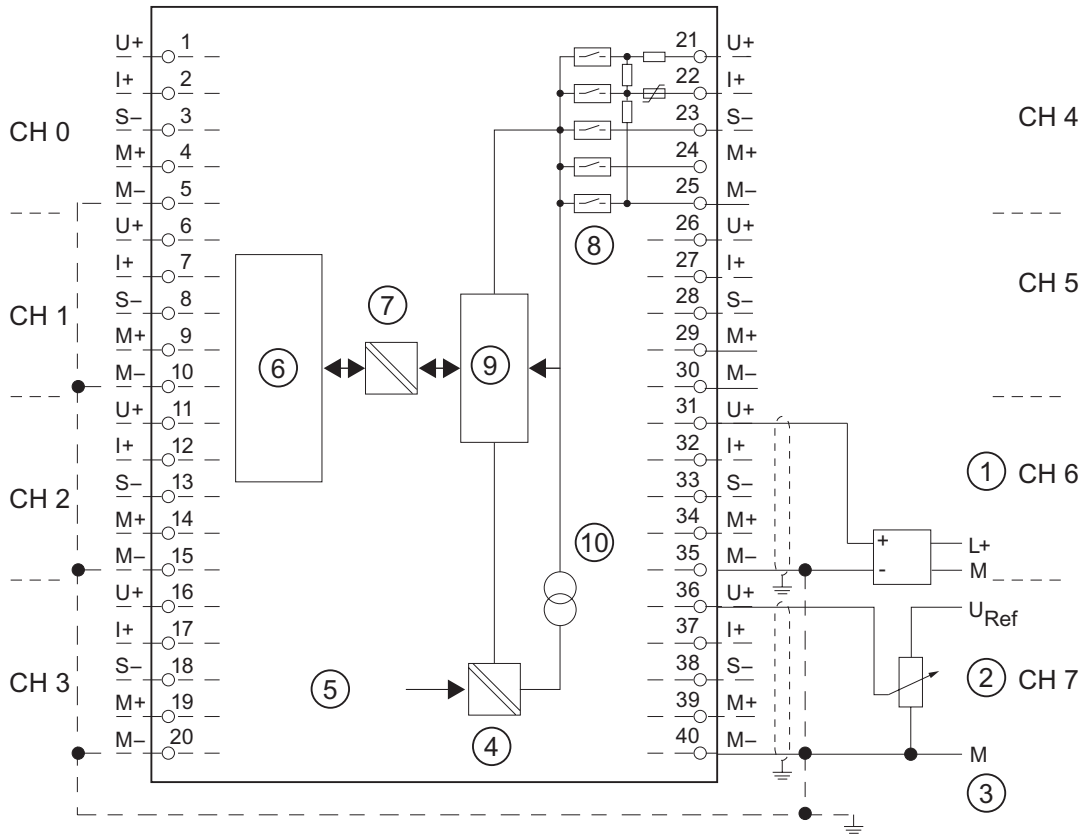 U+ 1
I+ 2
S− 3
M+ 4
M− 5
CH 0
U+ 6
I+ 7
S− 8
M+ 9
M− 10
CH 1
U+ 11
I+ 12
S− 13
M+ 14
M− 15
CH 2
U+ 16
I+ 17
S− 18
M+ 19
M− 20
CH 3
6
7
9
8
10
5
4
21 U+
22 I+
23 S−
24 M+
25 M−
CH 4
26 U+
27 I+
28 S−
29 M+
30 M−
CH 5
31 U+
32 I+
33 S−
34 M+
35 M−
1 CH 6
+
-
L+
M
36 U+
37 I+
38 S−
39 M+
40 M−
URef
2 CH 7
M
3